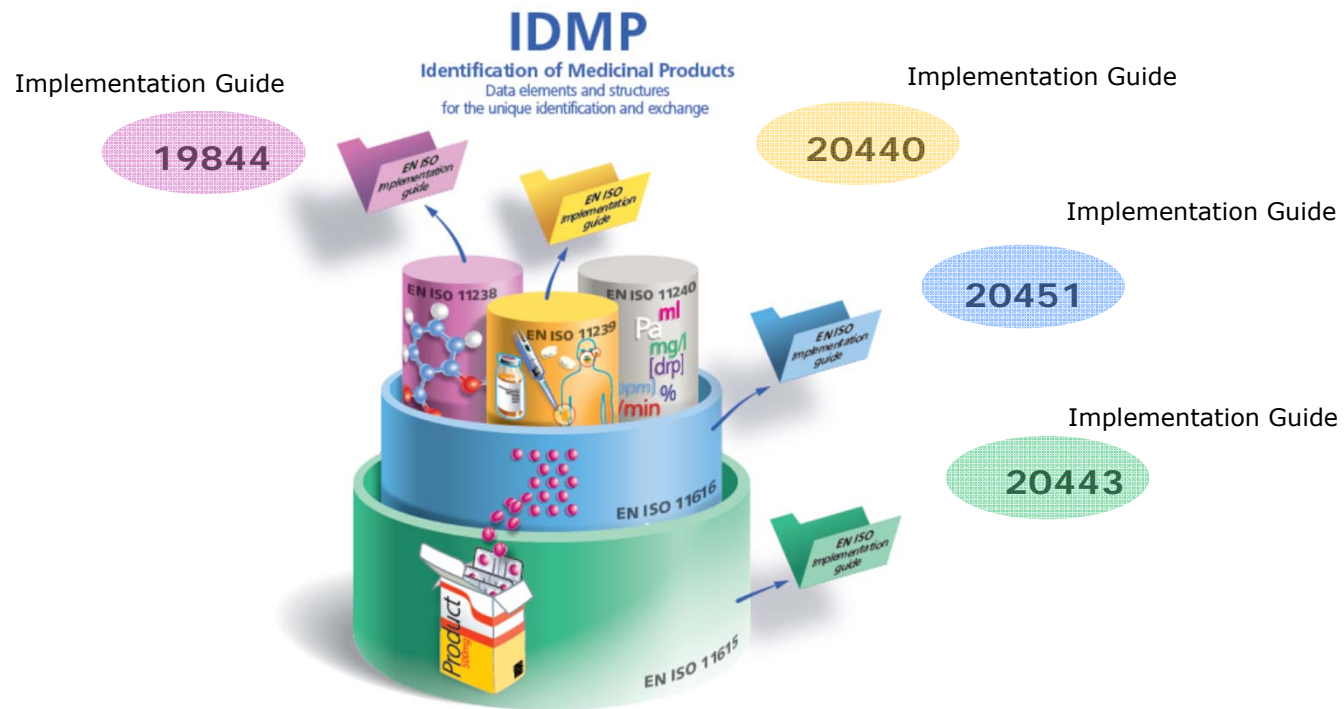 IDMP
Identification of Medicinal Products
Data elements and structures
for the unique identification and exchange
Implementation Guide
19844
Implementation Guide
20440
Implementation Guide
20451
Implementation Guide
20443
EN ISO
Implementation
guide
EN ISO
Implementation
guide
EN ISO
Implementation
guide
EN ISO
Implementation
guide
EN ISO 11238
EN ISO 11239
EN ISO 11240
ml
Pa
mg/l
[drp]
%
/min
EN ISO 11616
EN ISO 11615
Product
500mg